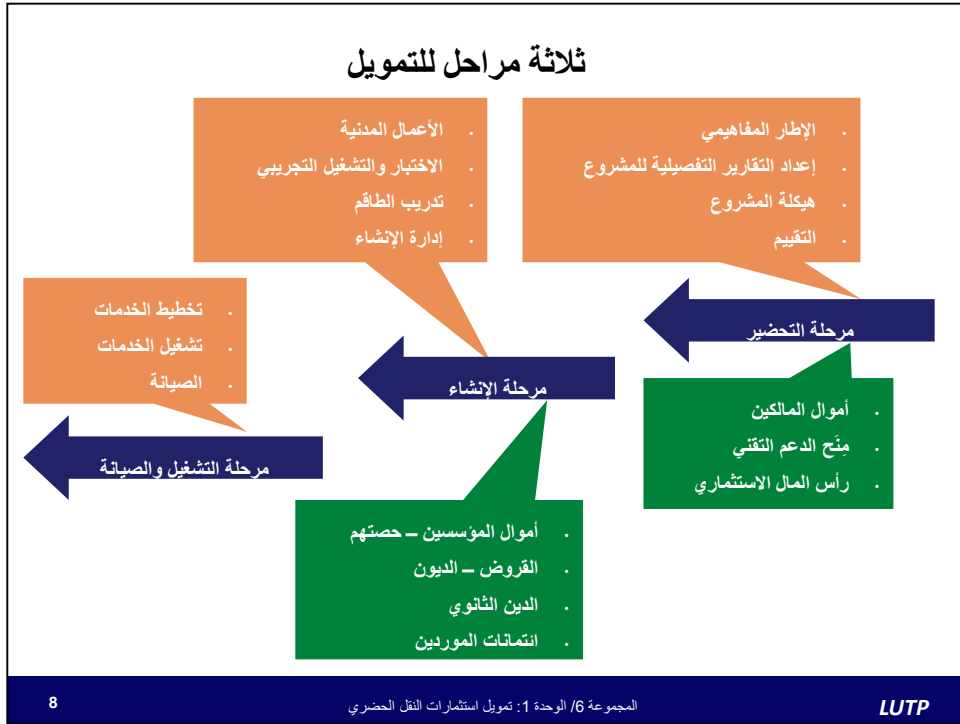 ثلاثة مراحل للتمويل
· الإطار المفاهيمي
· إعداد التقارير التفصيلية للمشروع
· هيكلة المشروع
· التقييم
مرحلة التحضير
· أموال المالكين
· مِنَح الدعم التقني
· رأس المال الاستثماري
· الأعمال المدنية
· الاختبار والتشغيل التجريبي
· تدريب الطاقم
· إدارة الإنشاء
مرحلة الإنشاء
· أموال المؤسسين – حصتهم
· القروض – الديون
· الدين الثانوي
· ائتمانات الموردين
· تخطيط الخدمات
· تشغيل الخدمات
· الصيانة
مرحلة التشغيل والصيانة
LUTP
المجموعة 6/ الوحدة 1: تمويل استثمارات النقل الحضري
8